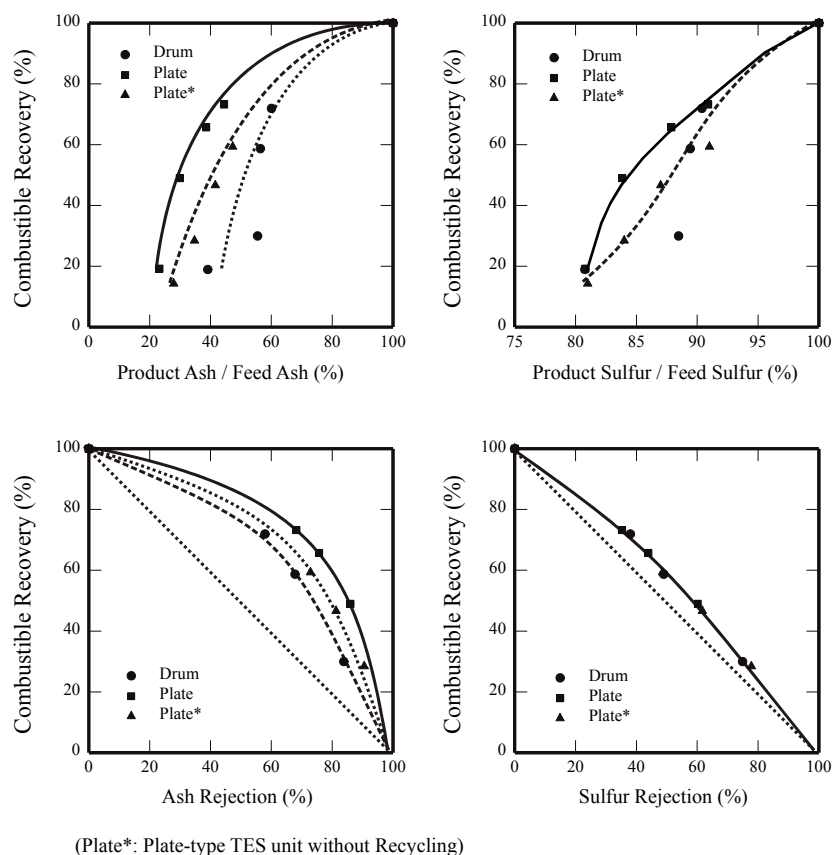 Combustible Recovery (%)
100
80
60
40
20
0
Drum
Plate
Plate*
0
20
40
60
80
100
Product Ash / Feed Ash (%)
Combustible Recovery (%)
100
80
60
40
20
0
Drum
Plate
Plate*
75
80
85
90
95
100
Product Sulfur / Feed Sulfur (%)
Combustible Recovery (%)
100
80
60
40
20
0
Drum
Plate
Plate*
0
20
40
60
80
100
Ash Rejection (%)
Combustible Recovery (%)
100
80
60
40
20
0
Drum
Plate
Plate*
0
20
40
60
80
100
Sulfur Rejection (%)
(Plate*: Plate-type TES unit without Recycling)